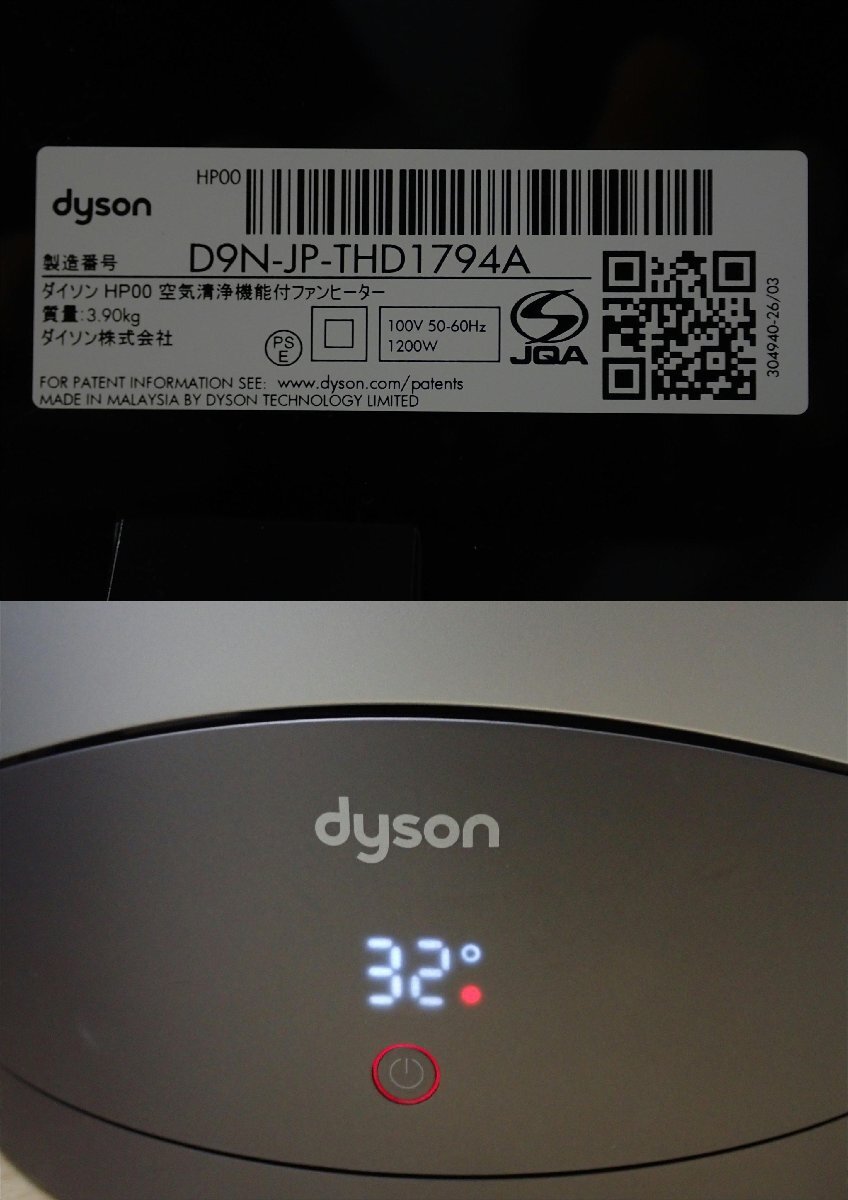 HP00
dyson
製造番号 D9N-JP-THD1794A
ダイソン HP00 空気清浄機能付ファンヒーター
質量:3.90kg
ダイソン株式会社
PS
E
100V 50-60Hz
1200W
JQA
304940-26/03
FOR PATENT INFORMATION SEE: www.dyson.com/patents
MADE IN MALAYSIA BY DYSON TECHNOLOGY LIMITED
dyson
32°